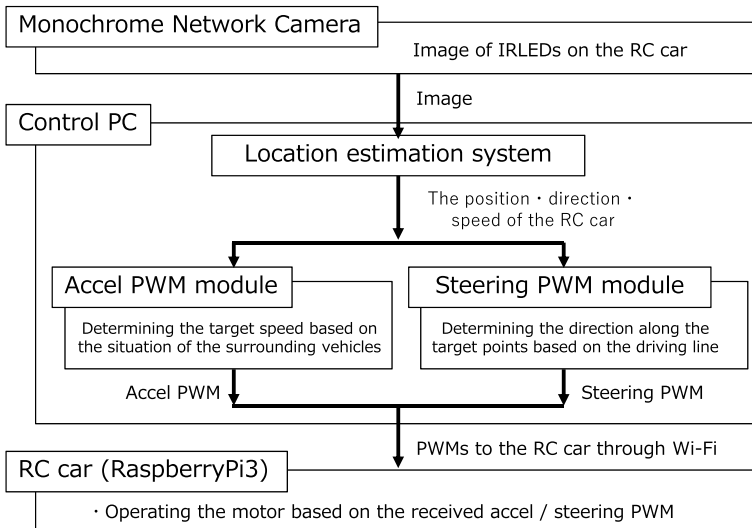 Monochrome Network Camera
Image of IRLEDs on the RC car
Image
Control PC
Location estimation system
The position・direction・
speed of the RC car
Accel PWM module
Determining the target speed based on
the situation of the surrounding vehicles
Steering PWM module
Determining the direction along the
target points based on the driving line
Accel PWM
Steering PWM
PWMs to the RC car through Wi-Fi
RC car (RaspberryPi3)
・Operating the motor based on the received accel / steering PWM